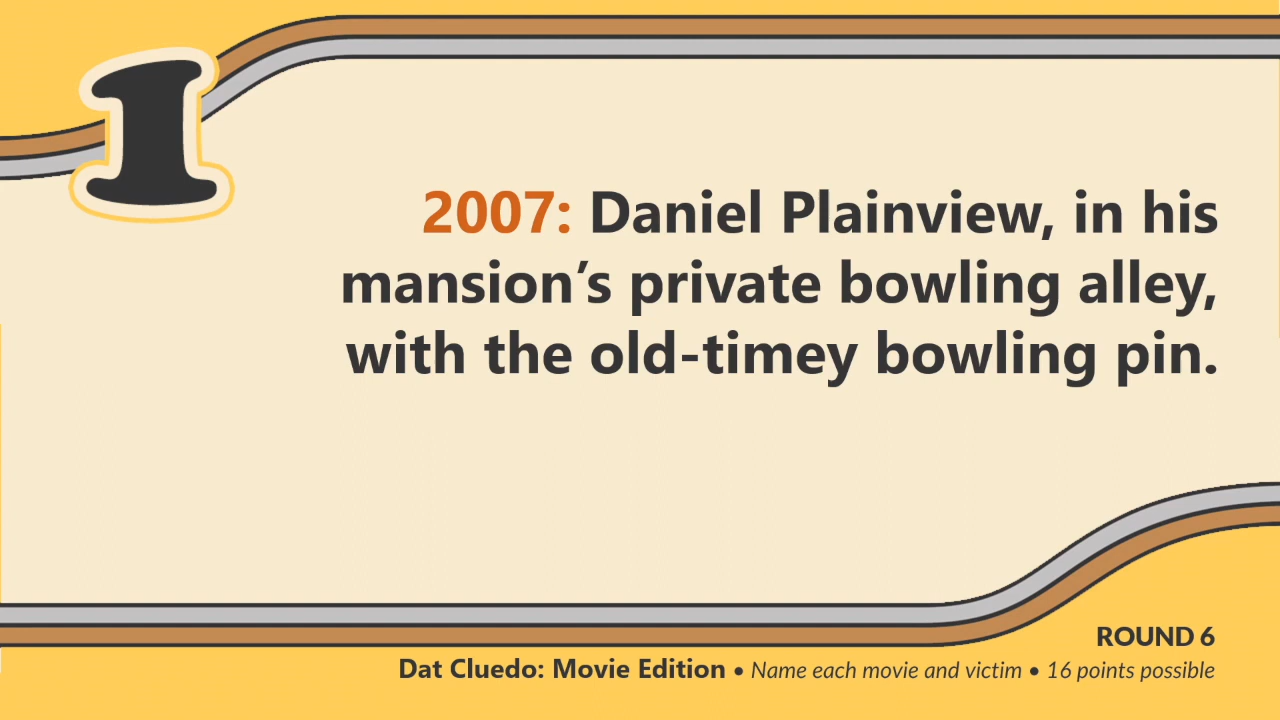 1
2007: Daniel Plainview, in his
mansion’s private bowling alley,
with the old-timey bowling pin.
ROUND 6
Dat Cluedo: Movie Edition • Name each movie and victim • 16 points possible